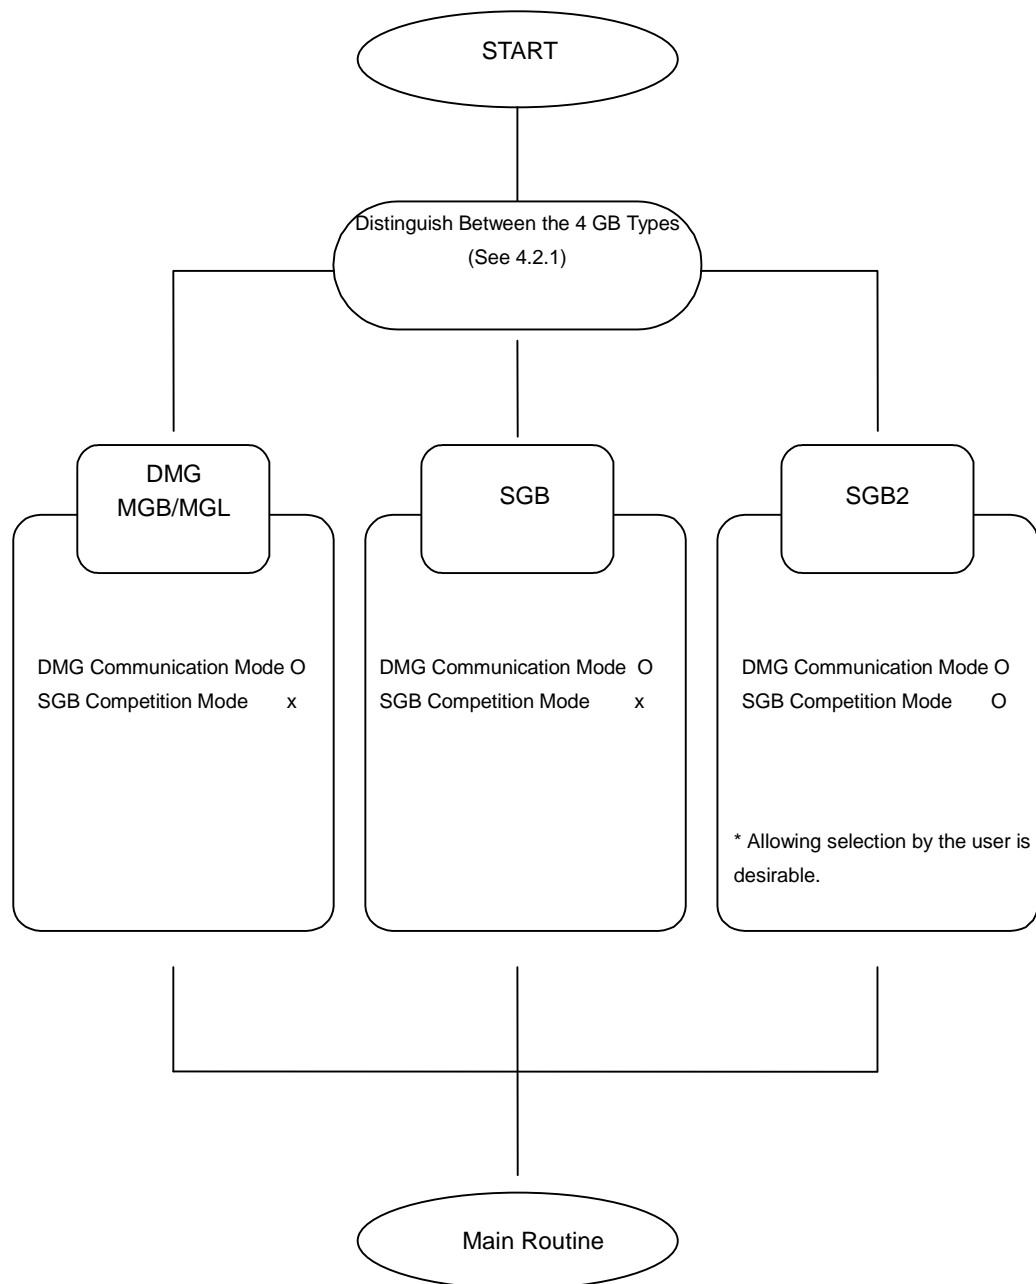 START
Distinguish Between the 4 GB Types
(See 4.2.1)
DMG
MGB/MGL
DMG Communication Mode O
SGB Competition Mode x
SGB
DMG Communication Mode O
SGB Competition Mode x
SGB2
DMG Communication Mode O
SGB Competition Mode O
* Allowing selection by the user is
desirable.
Main Routine